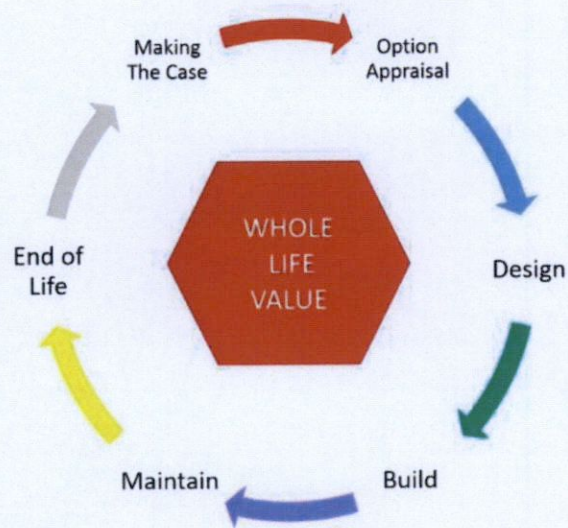 Making
The Case
Option
Appraisal
Design
Build
Maintain
End of
Life
WHOLE
LIFE
VALUE